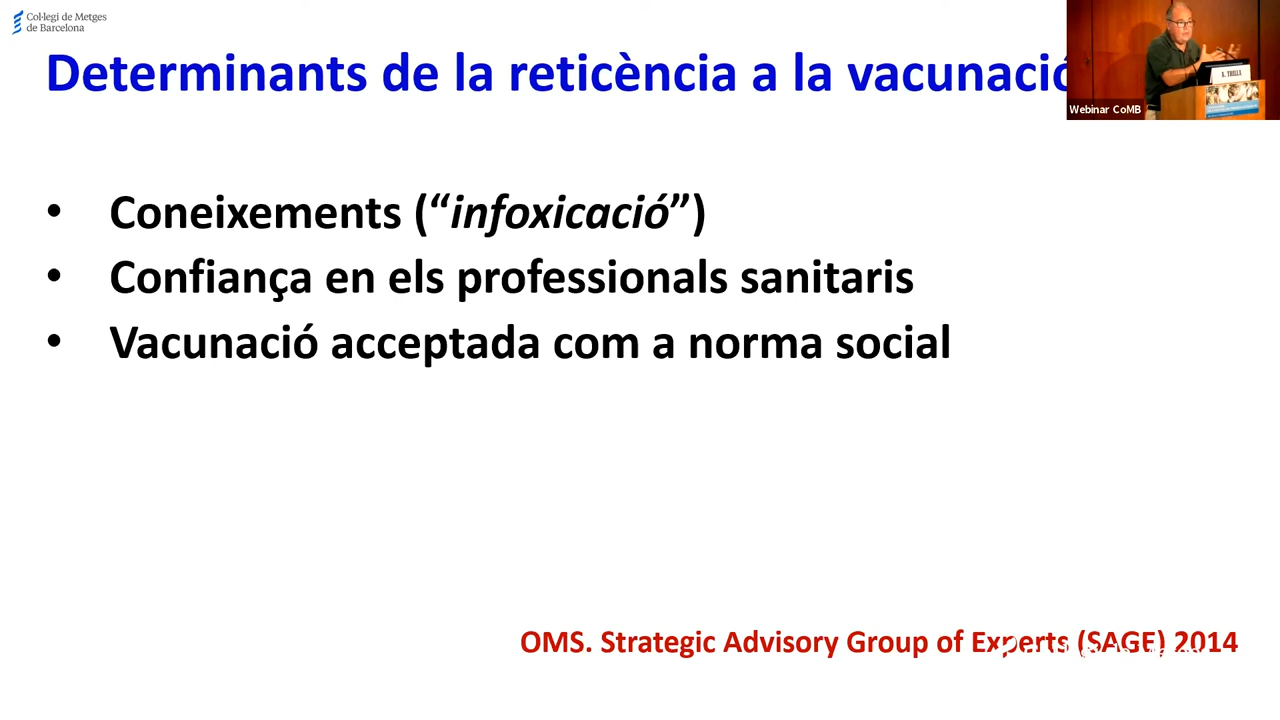 Col·legi de Metges
de Barcelona
Determinants de la reticència a la vacunació
Webinar CoMB
A. TRILLA
• Coneixements (“infoxicació”)
• Confiança en els professionals sanitaris
• Vacunació acceptada com a norma social
OMS. Strategic Advisory Group of Experts (SAGE) 2014